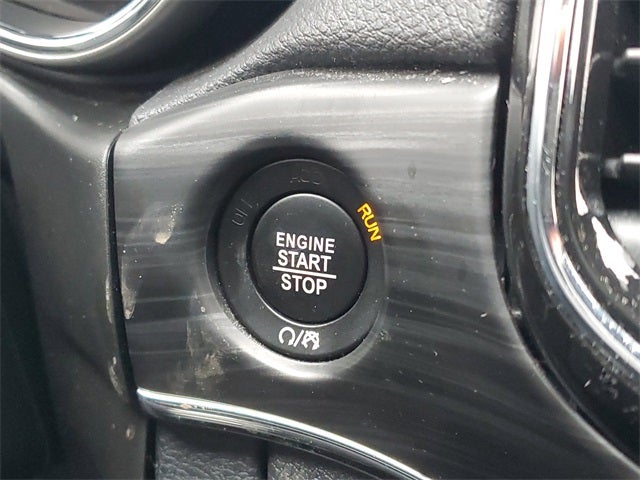 ACC
OFF
RUN
ENGINE
START
STOP